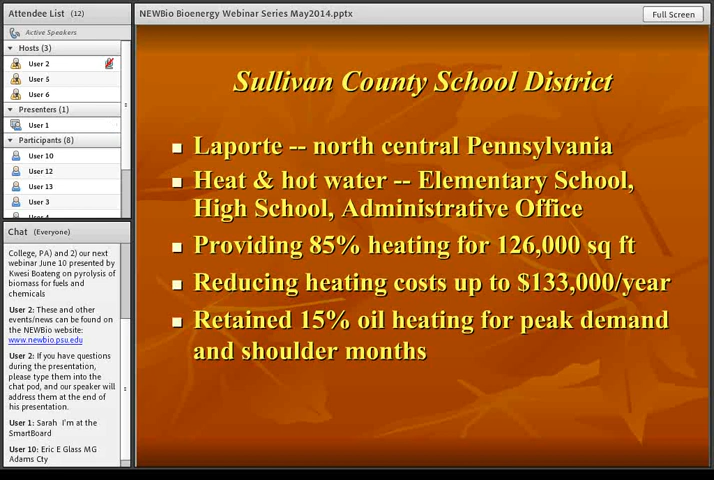 Attendee List (12)
Active Speakers
Hosts (3)
User 2
User 5
User 6
Presenters (1)
User 1
Participants (8)
User 10
User 12
User 13
User 3
Chat (Everyone)
College, PA) and 2) our next
webinar June 10 presented by
Kwesi Boateng on pyrolysis of
biomass for fuels and
chemicals
User 2: These and other
events/news can be found on
the NEWBio website:
www.newbio.psu.edu
User 2: If you have questions
during the presentation,
please type them into the
chat pod, and our speaker will
address them at the end of
his presentation.
User 1: Sarah I'm at the
SmartBoard
User 10: Eric E Glass MG
Adams Cty
NEWBio Bioenergy Webinar Series May2014.pptx
Full Screen
Sullivan County School District
Laporte -- north central Pennsylvania
Heat & hot water -- Elementary School,
High School, Administrative Office
Providing 85% heating for 126,000 sq ft
Reducing heating costs up to $133,000/year
Retained 15% oil heating for peak demand
and shoulder months